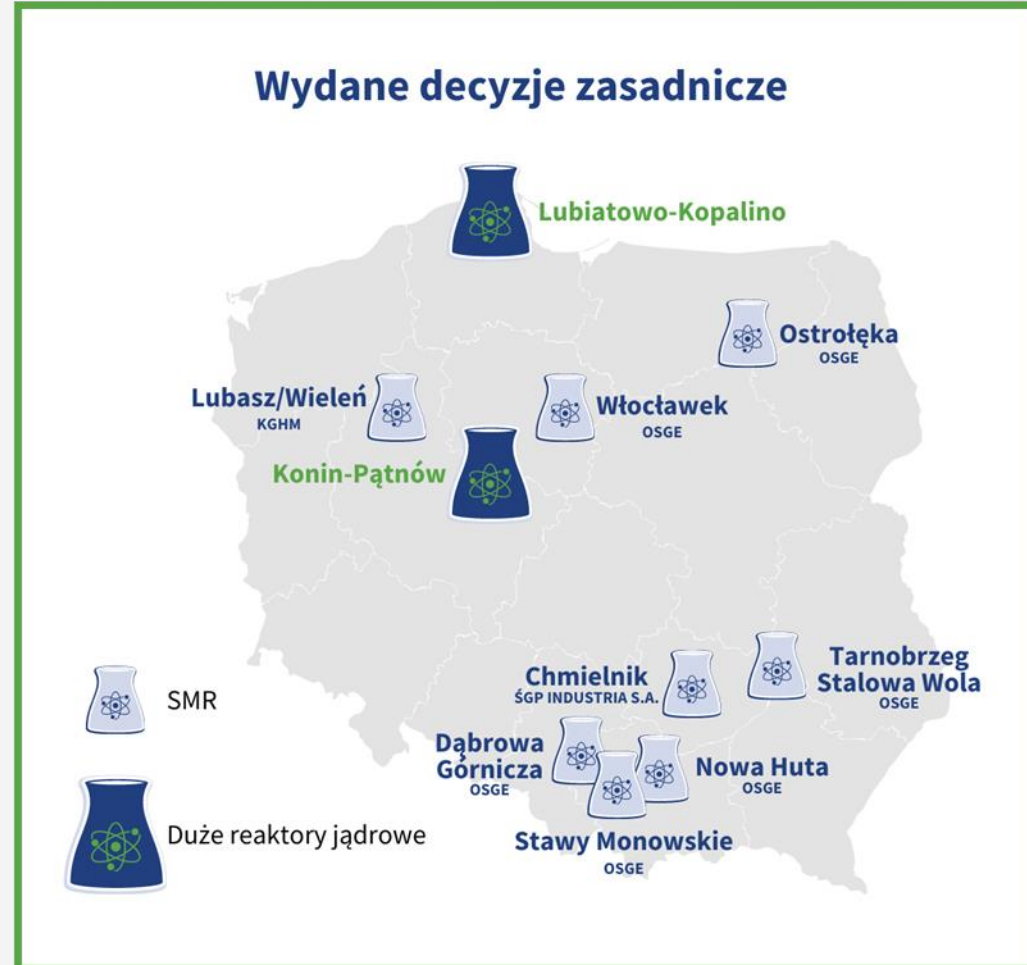 Wydane decyzje zasadnicze
Lubiatowo-Kopalino
Ostrołęka
OSGE
Lubasz/Wieleń
KGHM
Włocławek
OSGE
Konin-Pątnów
Chmielnik
ŚGP INDUSTRIA S.A.
Tarnobrzeg
Stalowa Wola
OSGE
Dąbrowa
Górnicza
OSGE
Nowa Huta
OSGE
Stawy Monowskie
OSGE
SMR
Duże reaktory jądrowe